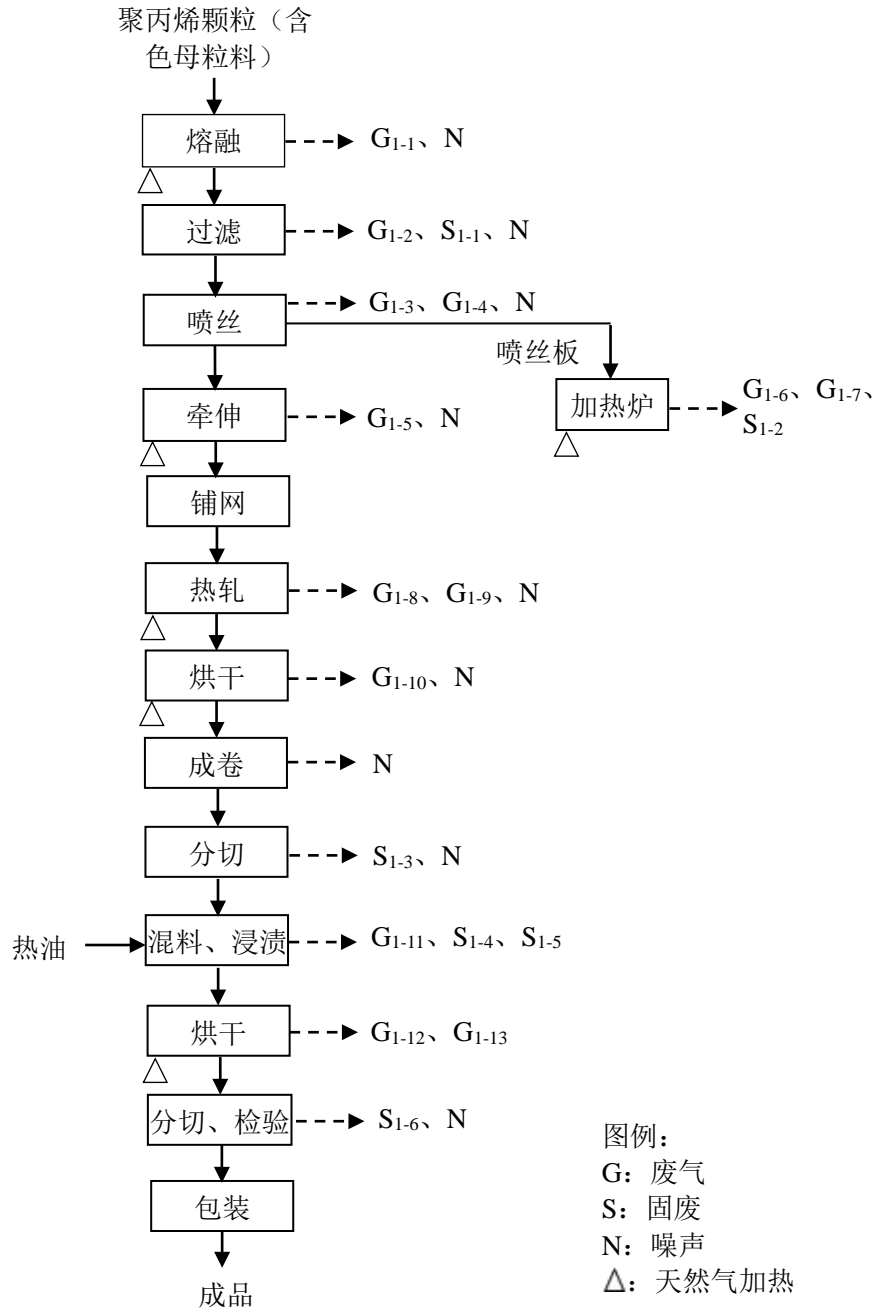 聚丙烯颗粒（含
色母粒料）
熔融
G1-1、N
过滤
G1-2、S1-1、N
喷丝
G1-3、G1-4、N
喷丝板
加热炉
G1-6、G1-7、
S1-2
牵伸
G1-5、N
铺网
热轧
G1-8、G1-9、N
烘干
G1-10、N
成卷
N
分切
S1-3、N
热油
混料、浸渍
G1-11、S1-4、S1-5
烘干
G1-12、G1-13
分切、检验
S1-6、N
包装
成品
图例：
G：废气
S：固废
N：噪声
Δ：天然气加热